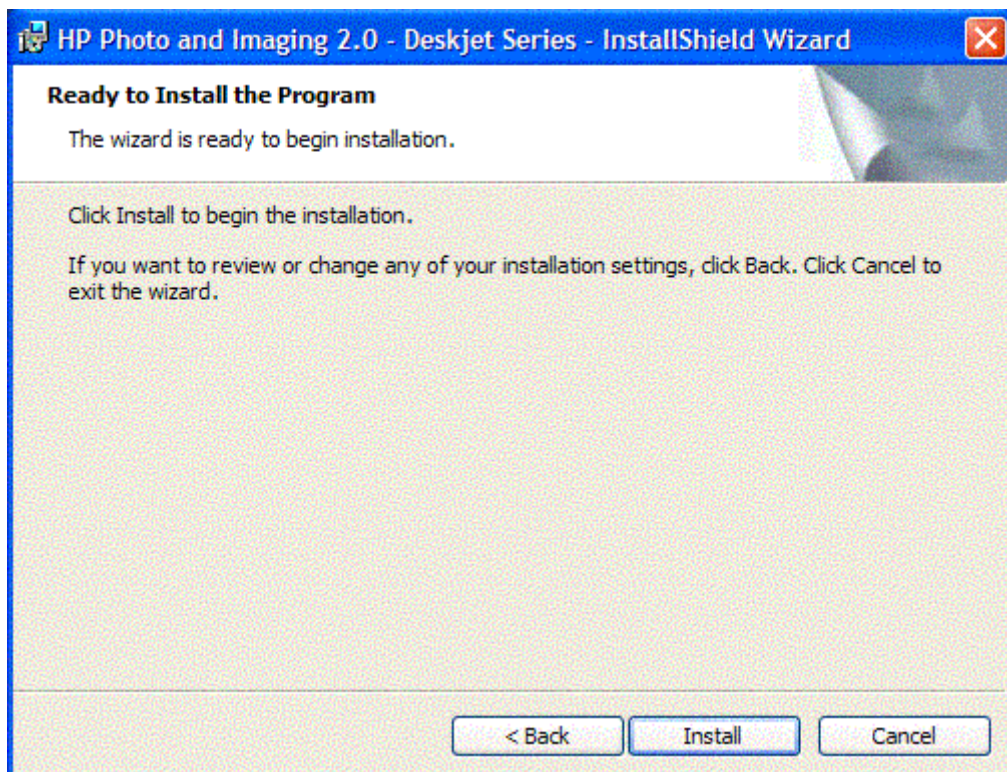 HP Photo and Imaging 2.0 - Deskjet Series - InstallShield Wizard
Ready to Install the Program
The wizard is ready to begin installation.
Click Install to begin the installation.
If you want to review or change any of your installation settings, click Back. Click Cancel to
exit the wizard.
< Back Install Cancel